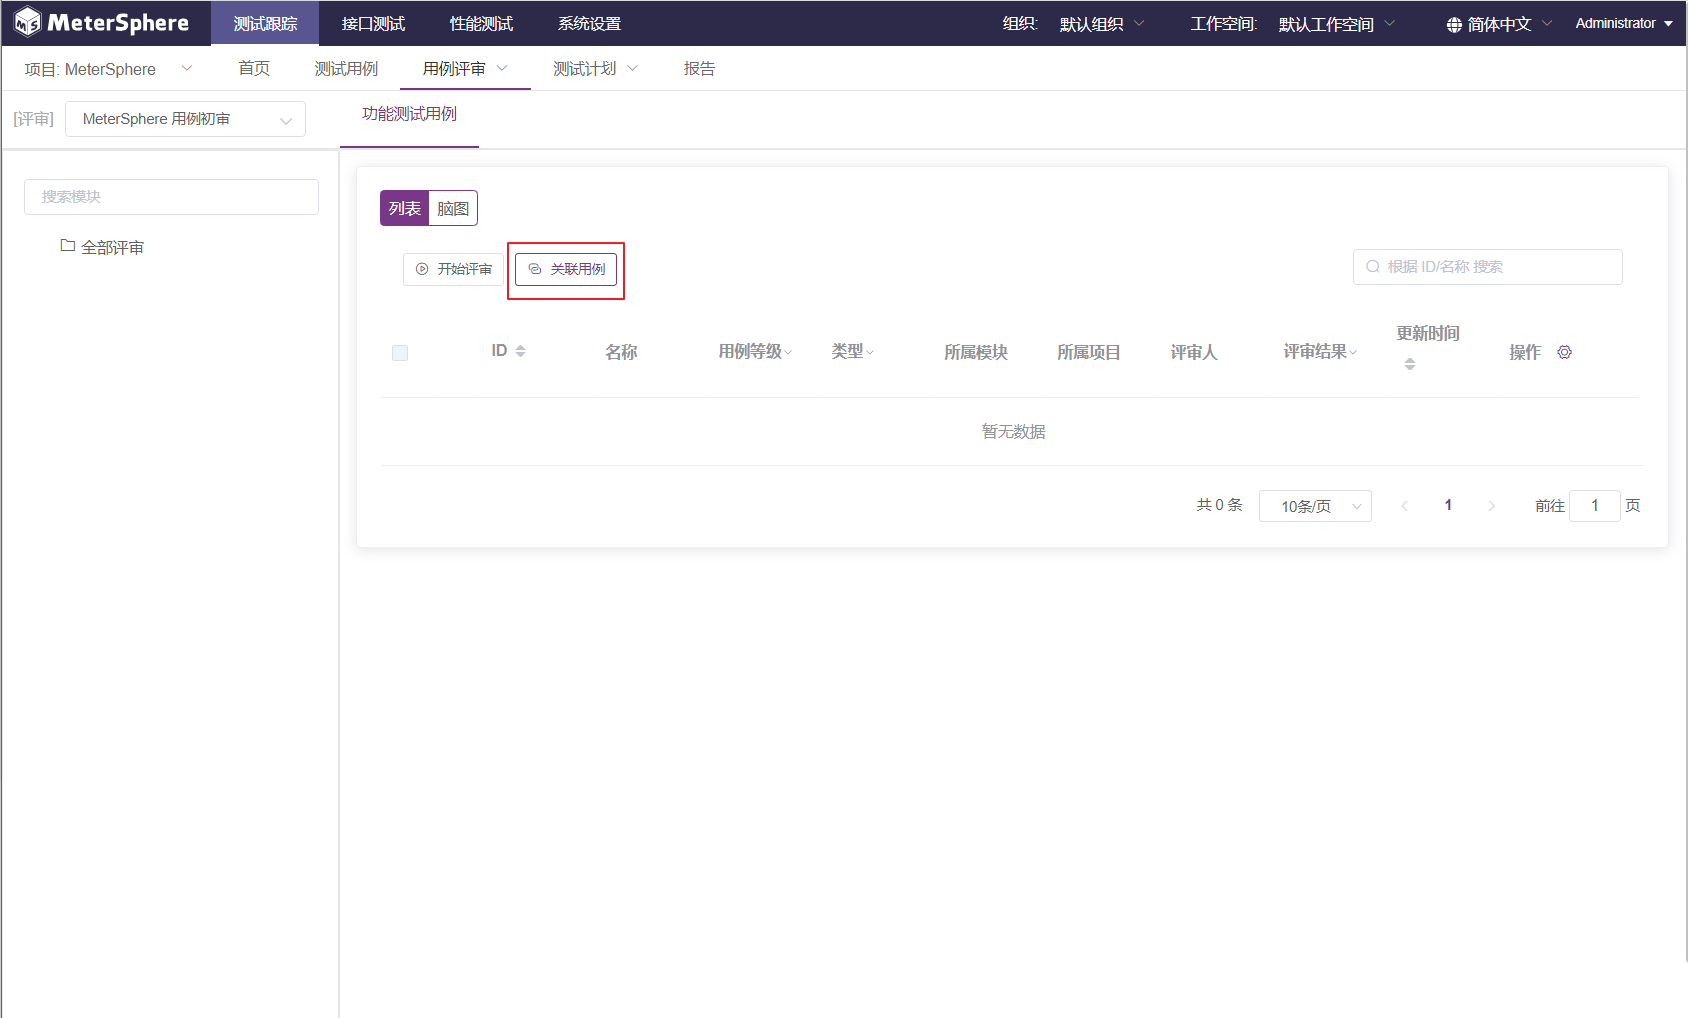 MeterSphere 测试跟踪 接口测试 性能测试 系统设置 组织: 默认组织 工作空间: 默认工作空间 简体中文 Administrator
项目: MeterSphere 首页 测试用例 用例评审 测试计划 报告
[评审] MeterSphere 用例初审 功能测试用例
搜索模块
全部评审
列表 脑图
开始评审 关联用例 根据 ID/名称 搜索
ID 名称 用例等级 类型 所属模块 所属项目 评审人 评审结果 更新时间 操作
暂无数据
共 0 条 10条/页 1 前往 1 页